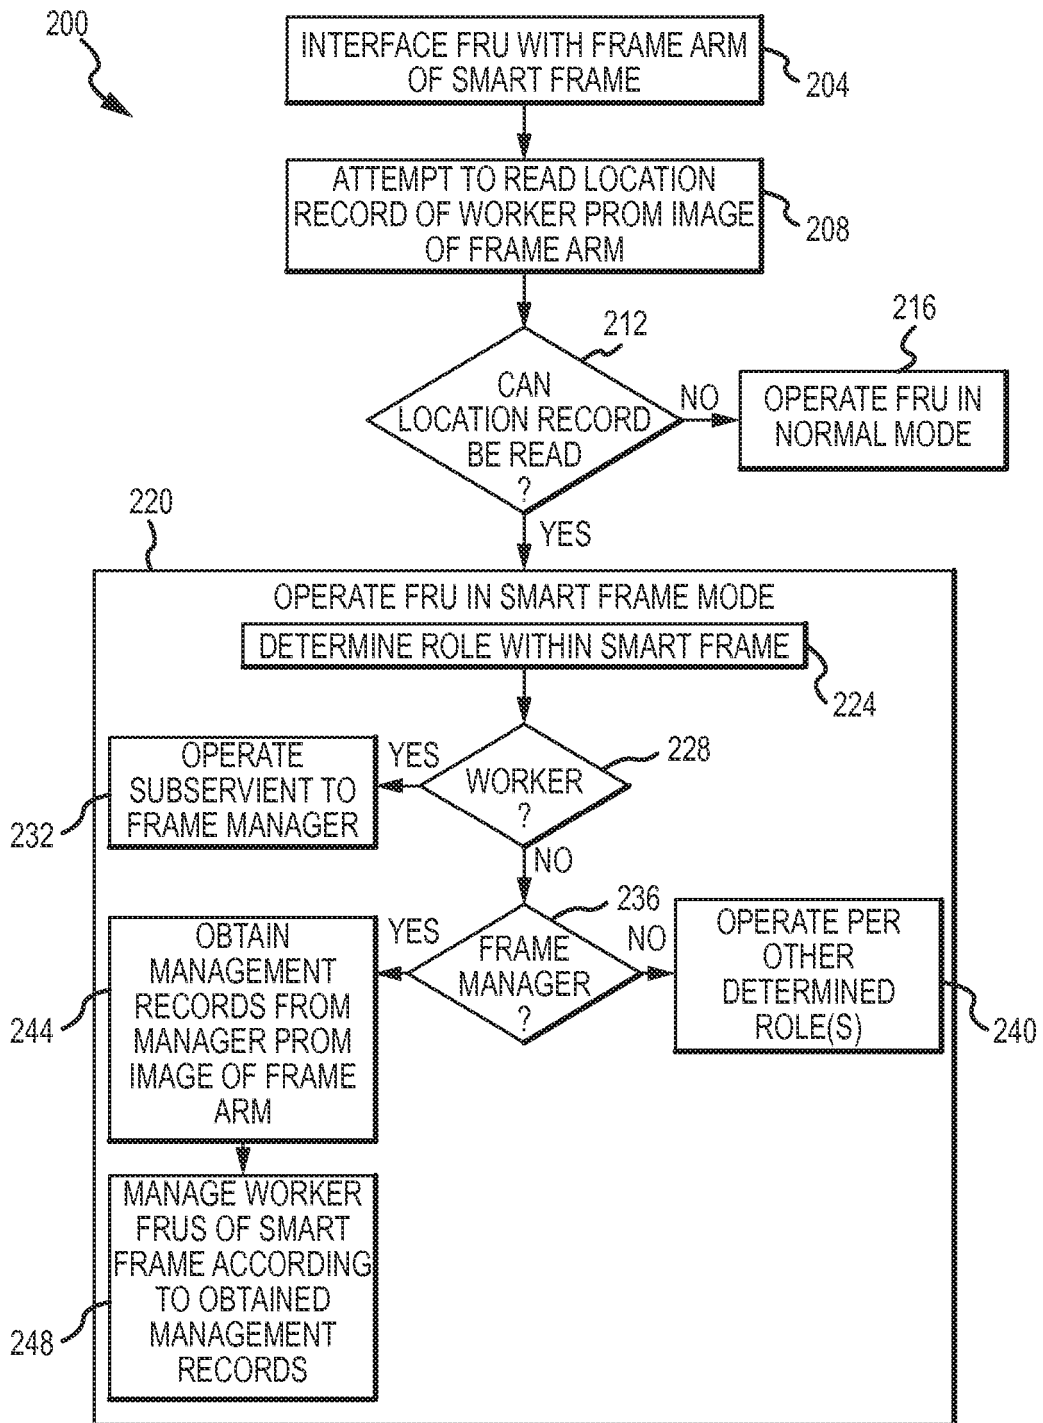 200
INTERFACE FRU WITH FRAME ARM
OF SMART FRAME
204
ATTEMPT TO READ LOCATION
RECORD OF WORKER PROM IMAGE
OF FRAME ARM
208
212
CAN
LOCATION RECORD
BE READ
?
NO
216
OPERATE FRU IN
NORMAL MODE
YES
220
OPERATE FRU IN SMART FRAME MODE
DETERMINE ROLE WITHIN SMART FRAME
224
228
WORKER
?
YES
OPERATE
SUBSERVIENT TO
FRAME MANAGER
232
NO
236
FRAME
MANAGER
?
NO
OPERATE PER
OTHER
DETERMINED
ROLE(S)
240
YES
OBTAIN
MANAGEMENT
RECORDS FROM
MANAGER PROM
IMAGE OF FRAME
ARM
244
MANAGE WORKER
FRUS OF SMART
FRAME ACCORDING
TO OBTAINED
MANAGEMENT
RECORDS
248